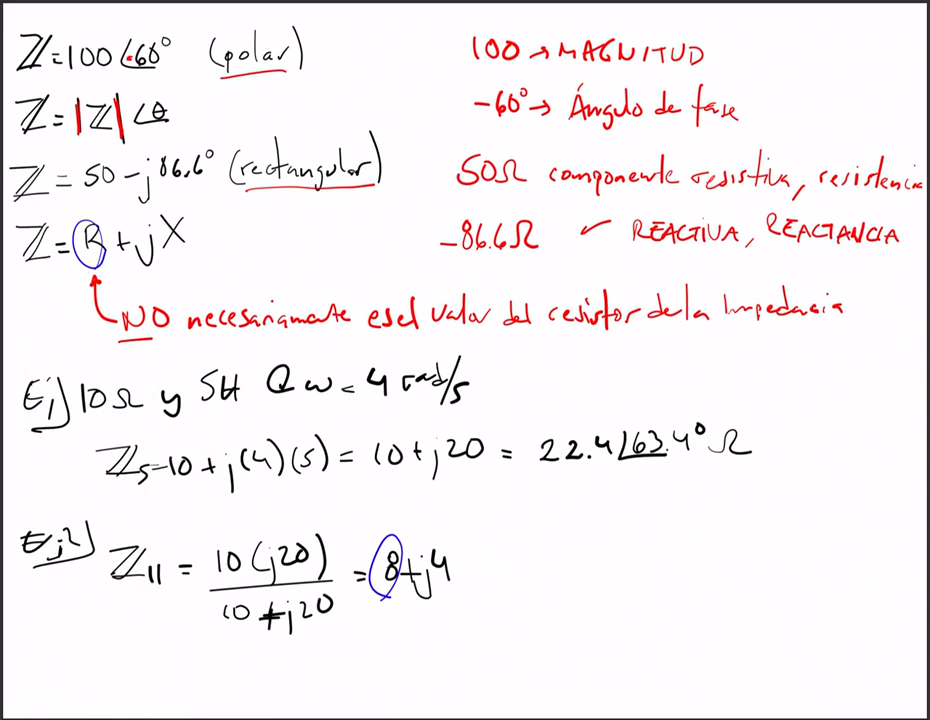 Z=100∠-60° (polar)
100 → MAGNITUD
Z=|Z|∠θ
-60° → Ángulo de fase
Z=50-j86.6° (rectangular)
50Ω componente resistiva, resistencia
Z=R+jX
-86.6Ω ✓ REACTIVA, REACTANCIA
NO necesariamente es el valor del resistor de la Impedancia
Ej) 10Ω y 5H @ w=4 rad/s
Zs=10+j(4)(5)=10+j20=22.4∠63.4° Ω
Ej2) Z11 = 10(j20) / 10+j20 = 8+j4